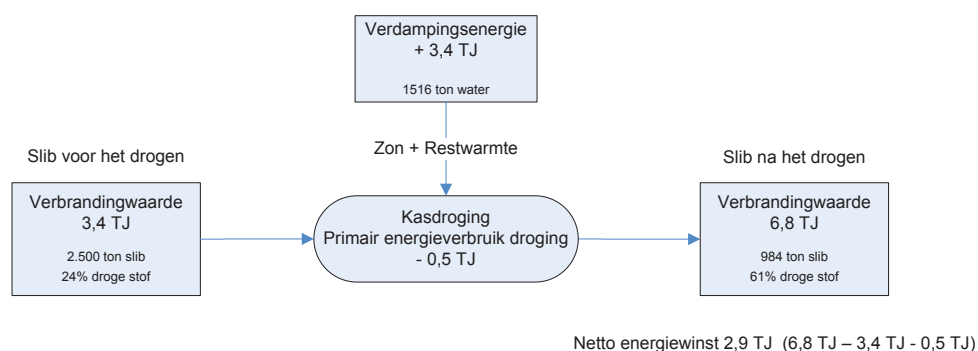 Verdampingsenergie
+ 3,4 TJ
1516 ton water
Zon + Restwarmte
Slib voor het drogen
Verbrandingwaarde
3,4 TJ
2.500 ton slib
24% droge stof
Kasdroging
Primair energieverbruik droging
- 0,5 TJ
Slib na het drogen
Verbrandingwaarde
6,8 TJ
984 ton slib
61% droge stof
Netto energiewinst 2,9 TJ (6,8 TJ – 3,4 TJ - 0,5 TJ)